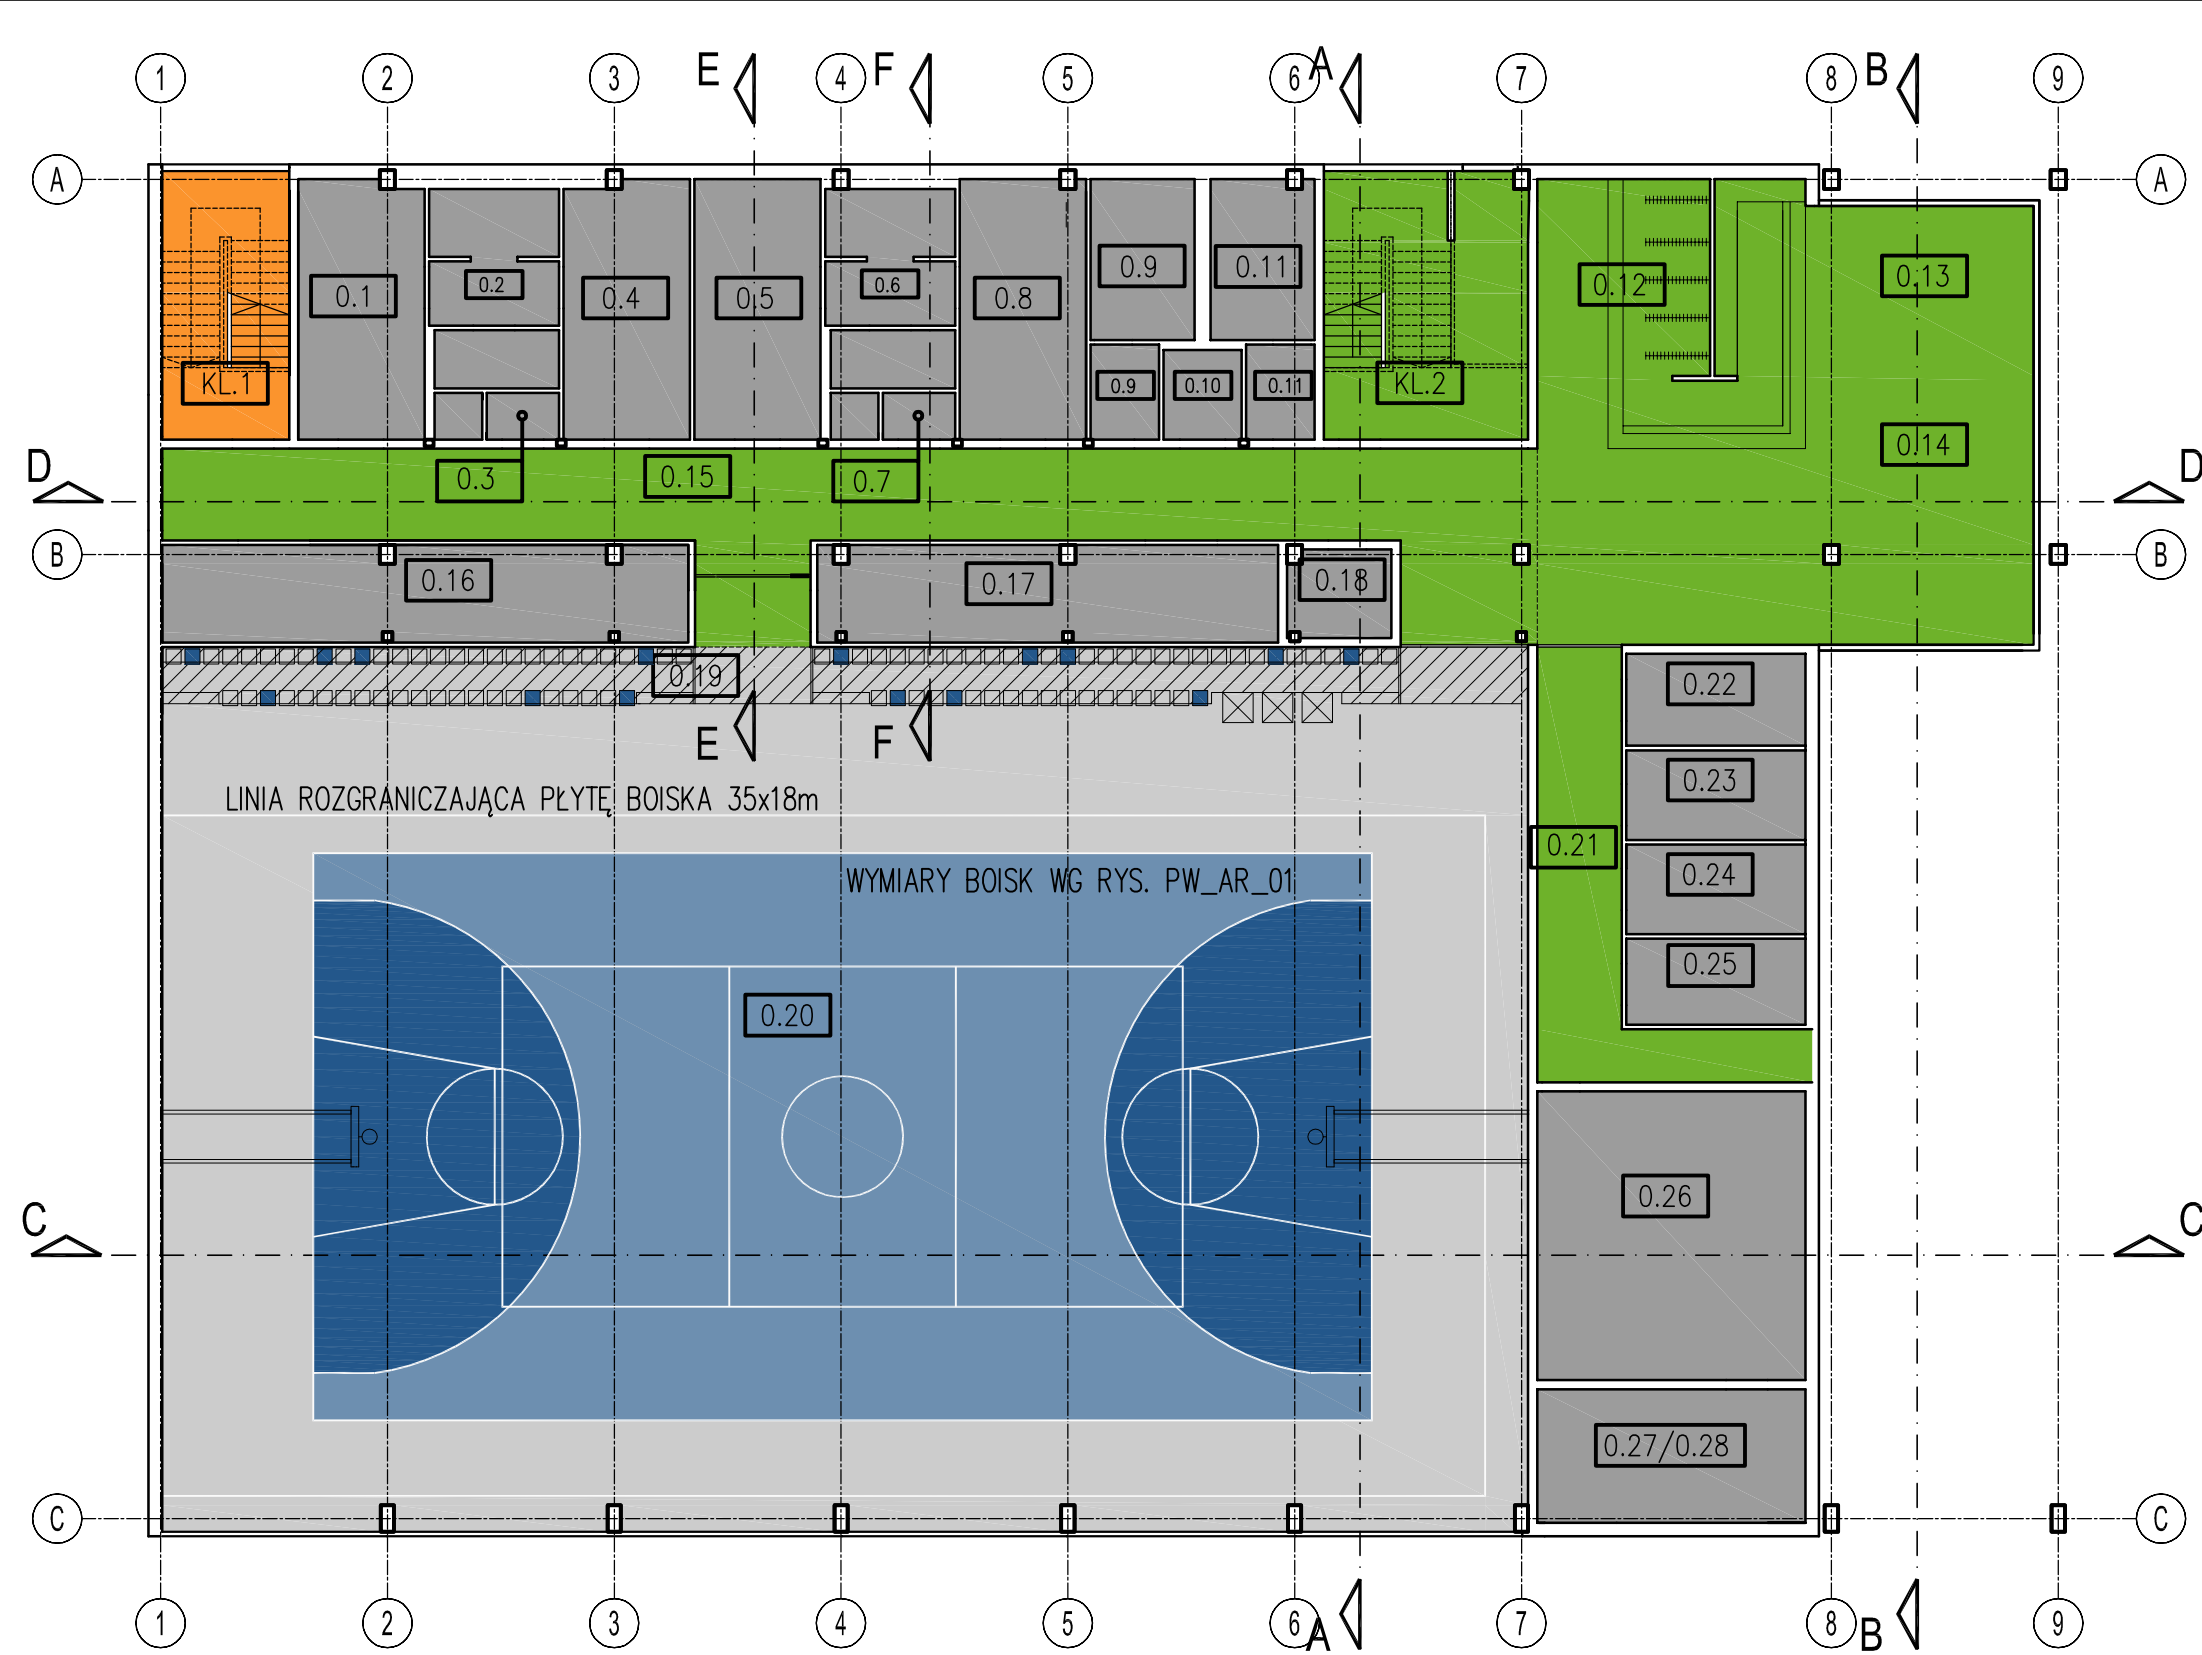 1 2 3 E 4 F 5 6 A 7 8 B 9
A A
0.1 0.2 0.4 0.5 0.6 0.8 0.9 0.11 0.12 0.13
KL.1 0.9 0.10 0.11 KL.2
0.14
D 0.3 0.15 0.7 D
B 0.16 0.17 0.18 B
0.19 0.22
E F
0.23
LINIA ROZGRANICZAJĄCA PŁYTĘ BOISKA 35x18m
0.21
WYMIARY BOISK WG RYS. PW_AR_01
0.24
0.25
0.20
0.26
C C
0.27/0.28
C C
1 2 3 4 5 6 A 7 8 B 9